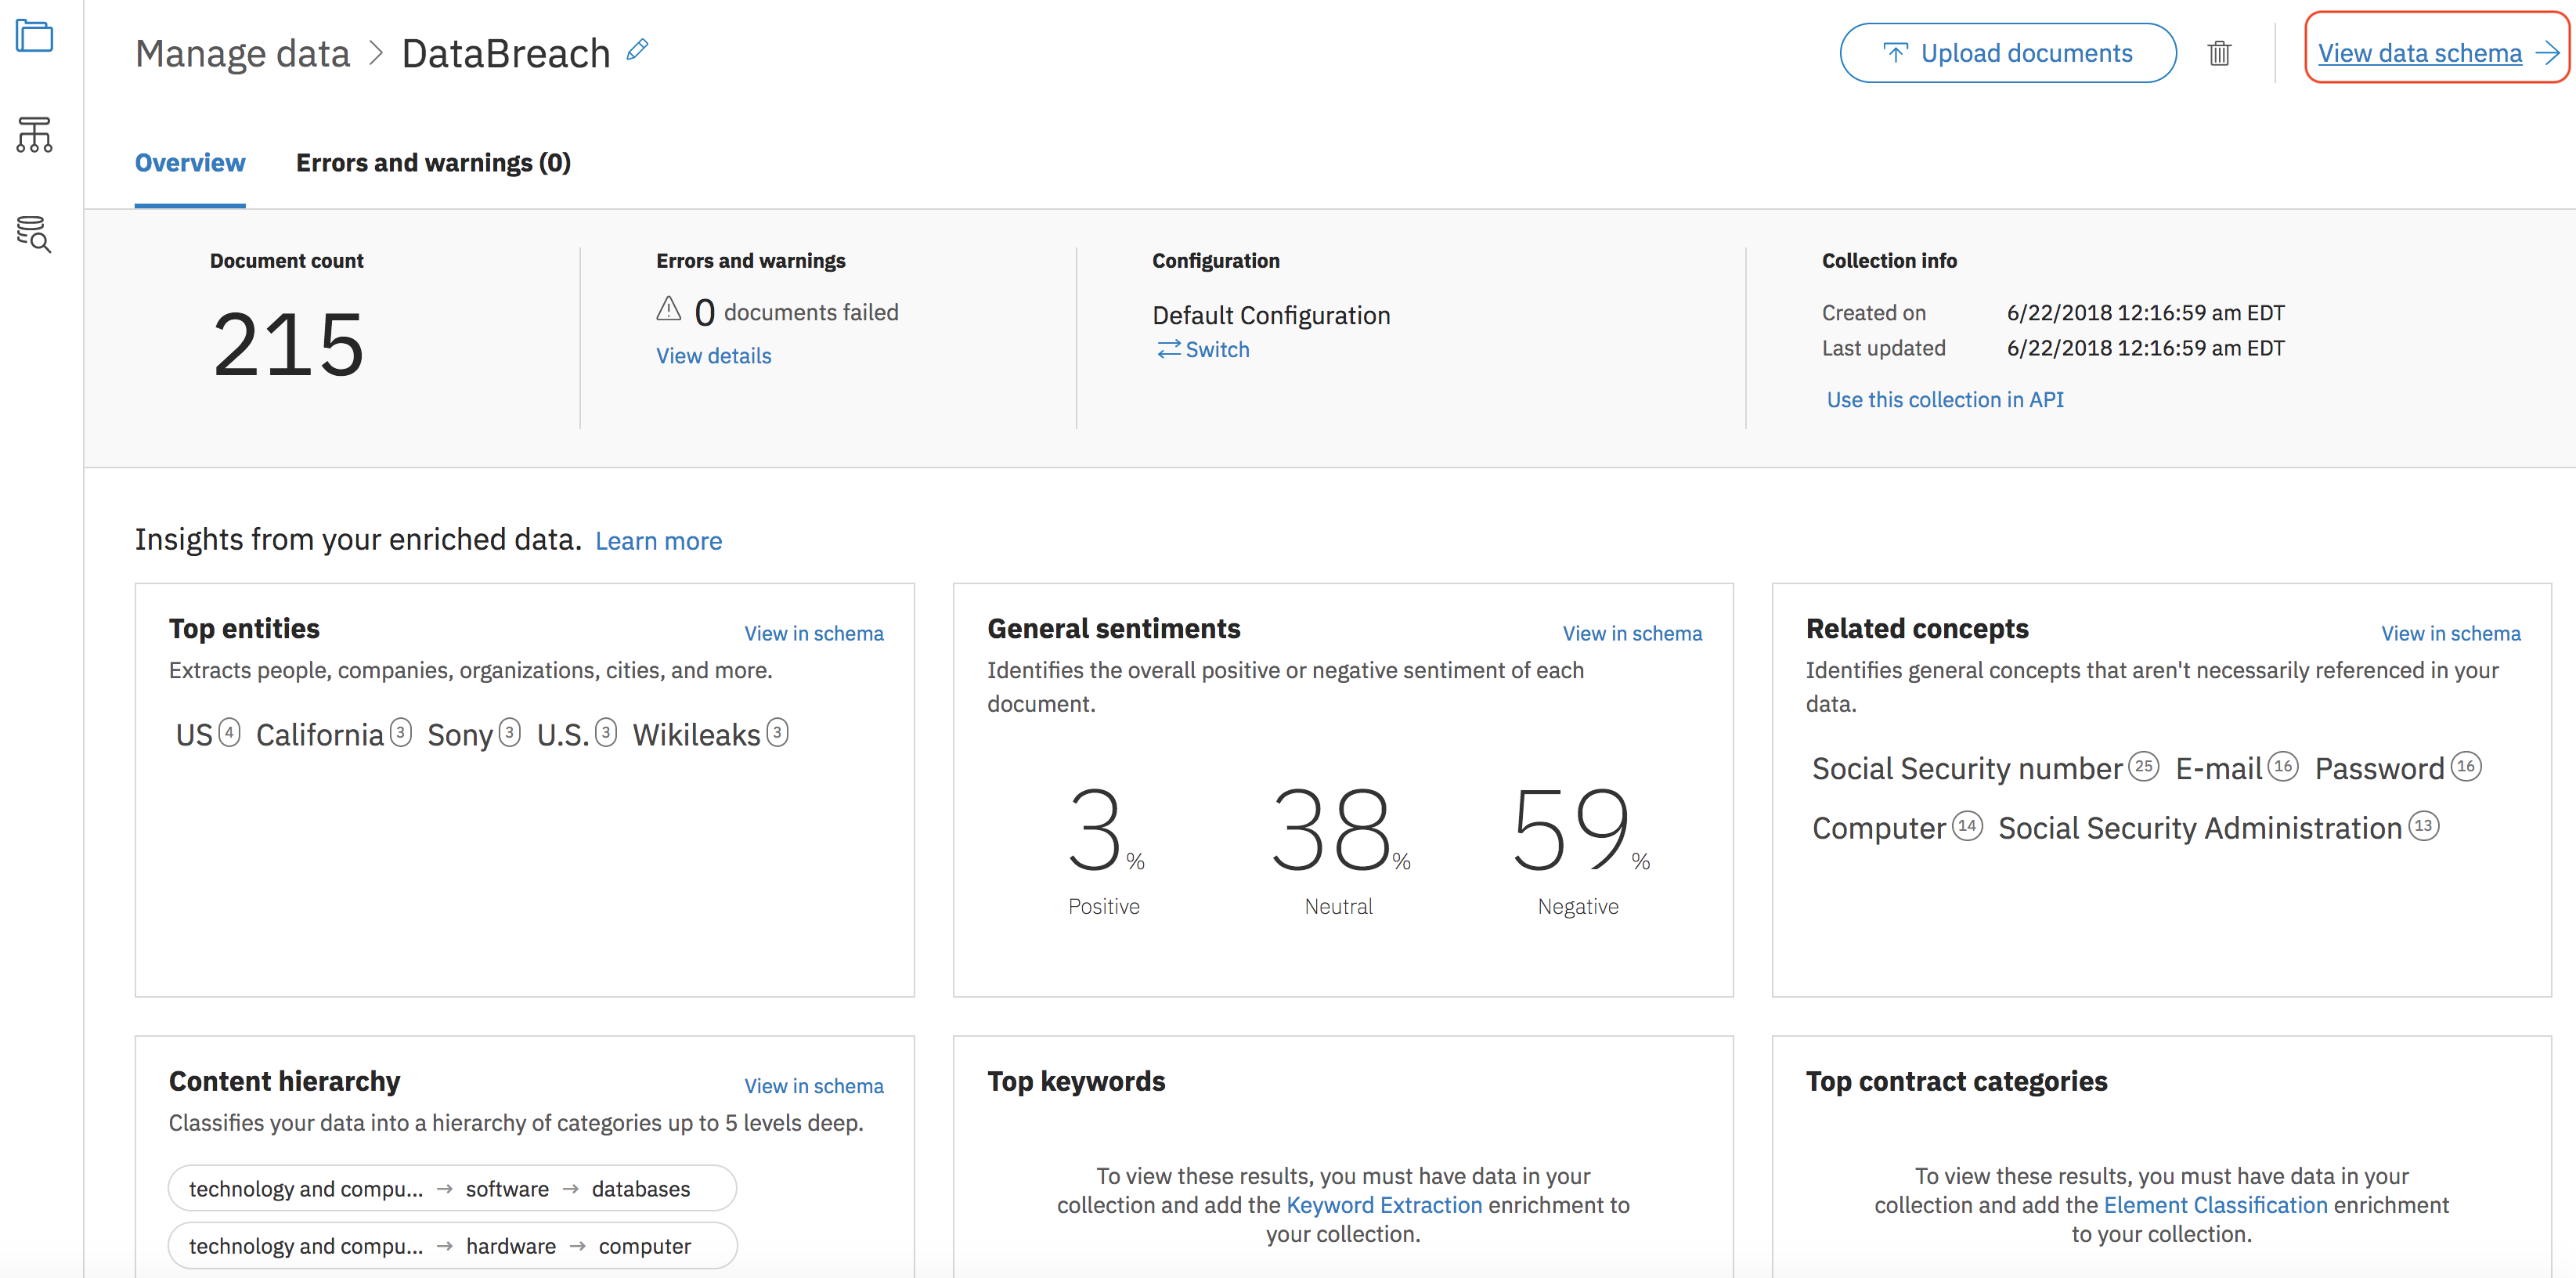 Manage data > DataBreach
Upload documents
View data schema →
Overview
Errors and warnings (0)
Document count
215
Errors and warnings
0 documents failed
View details
Configuration
Default Configuration
Switch
Collection info
Created on 6/22/2018 12:16:59 am EDT
Last updated 6/22/2018 12:16:59 am EDT
Use this collection in API
Insights from your enriched data. Learn more
Top entities
View in schema
Extracts people, companies, organizations, cities, and more.
US 4 California 3 Sony 3 U.S. 3 Wikileaks 3
General sentiments
View in schema
Identifies the overall positive or negative sentiment of each
document.
3% 38% 59%
Positive Neutral Negative
Related concepts
View in schema
Identifies general concepts that aren't necessarily referenced in your
data.
Social Security number 25 E-mail 16 Password 16
Computer 14 Social Security Administration 13
Content hierarchy
View in schema
Classifies your data into a hierarchy of categories up to 5 levels deep.
technology and compu... → software → databases
technology and compu... → hardware → computer
Top keywords
To view these results, you must have data in your
collection and add the Keyword Extraction enrichment to
your collection.
Top contract categories
To view these results, you must have data in your
collection and add the Element Classification enrichment
to your collection.